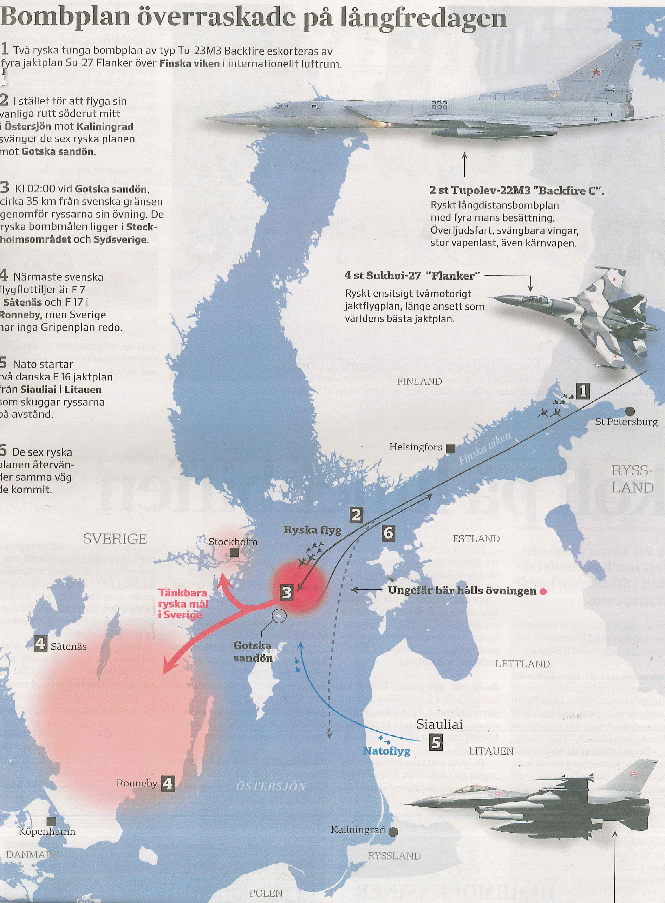 Bombplan överraskade på långfredagen
1 Två ryska tunga bombplan av typ Tu-23M3 Backfire eskorteras av
fyra jaktplan Su-27 Flanker över Finska viken i internationellt luftrum.
2 I stället för att flyga sin
vanliga rutt söderut mitt
i Östersjön mot Kaliningrad
svänger de sex ryska planen
mot Gotska sandön.
3 Kl 02:00 vid Gotska sandön,
cirka 35 km från svenska gränsen
genomför ryssarna sin övning. De
ryska bombmålen ligger i Stock-
holmsområdet och Sydsverige.
4 Närmaste svenska
flygflottiljer är F 7
i Såtenäs och F 17 i
Ronneby, men Sverige
har inga Gripenplan redo.
5 Nato startar
två danska F 16 jaktplan
från Siauliai i Litauen
som skuggar ryssarna
på avstånd.
6 De sex ryska
planen återvän-
der samma väg
de kommit.
2 st Tupolev-22M3 "Backfire C".
Ryskt långdistansbombplan
med fyra mans besättning.
Överljudsfart, svängbara vingar,
stor vapenlast, även kärnvapen.
4 st Sukhui-27 "Flanker"
Ryskt ensitsigt tvåmotorigt
jaktflygplan, länge ansett som
världens bästa jaktplan.
FINLAND
1
St Petersburg
Helsingfors
Finska viken
RYSS-
LAND
2
6
SVERIGE
Stockholm
Ryska flyg
ESTLAND
Tänkbara
ryska mål
i Sverige
3
Ungefär här hålls övningen
4 Såtenäs
Gotska
sandön
LETTLAND
Siauliai
5
Natoflyg
LITAUEN
Ronneby 4
ÖSTERSJÖN
Köpenhamn
Kaliningrad
DANMARK
RYSSLAND
POLEN